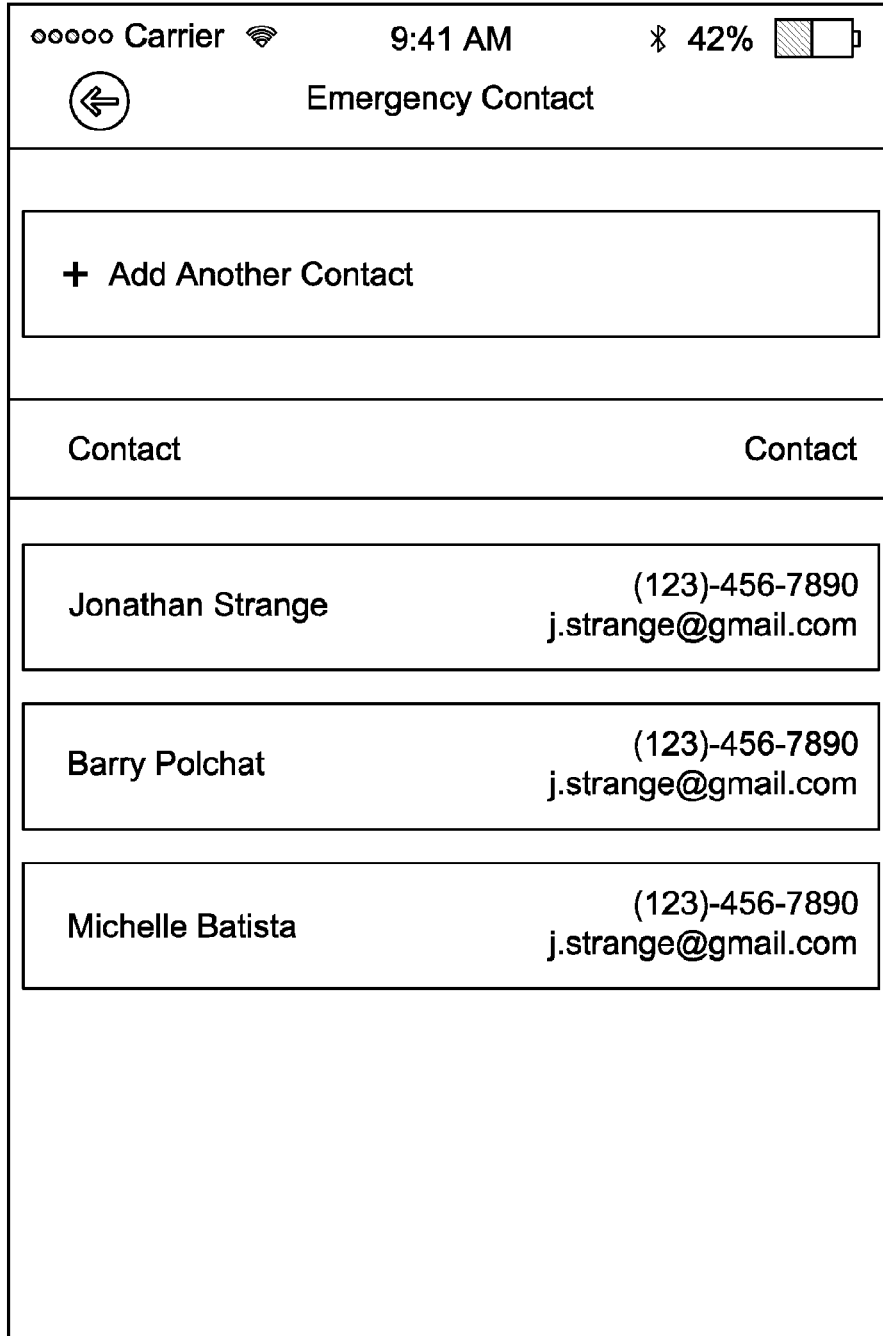 Carrier 9:41 AM 42%
Emergency Contact
+ Add Another Contact
Contact Contact
Jonathan Strange
(123)-456-7890
j.strange@gmail.com
Barry Polchat
(123)-456-7890
j.strange@gmail.com
Michelle Batista
(123)-456-7890
j.strange@gmail.com